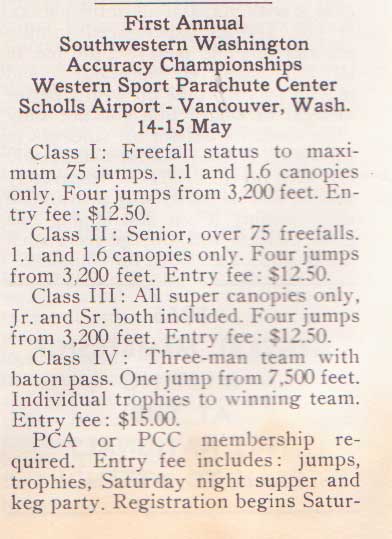 First Annual
Southwestern Washington
Accuracy Championships
Western Sport Parachute Center
Scholls Airport - Vancouver, Wash.
14-15 May
Class I: Freefall status to maxi-
mum 75 jumps. 1.1 and 1.6 canopies
only. Four jumps from 3,200 feet. En-
try fee: $12.50.
Class II: Senior, over 75 freefalls.
1.1 and 1.6 canopies only. Four jumps
from 3,200 feet. Entry fee: $12.50.
Class III: All super canopies only,
Jr. and Sr. both included. Four jumps
from 3,200 feet. Entry fee: $12.50.
Class IV: Three-man team with
baton pass. One jump from 7,500 feet.
Individual trophies to winning team.
Entry fee: $15.00.
PCA or PCC membership re-
quired. Entry fee includes: jumps,
trophies, Saturday night supper and
keg party. Registration begins Satur-